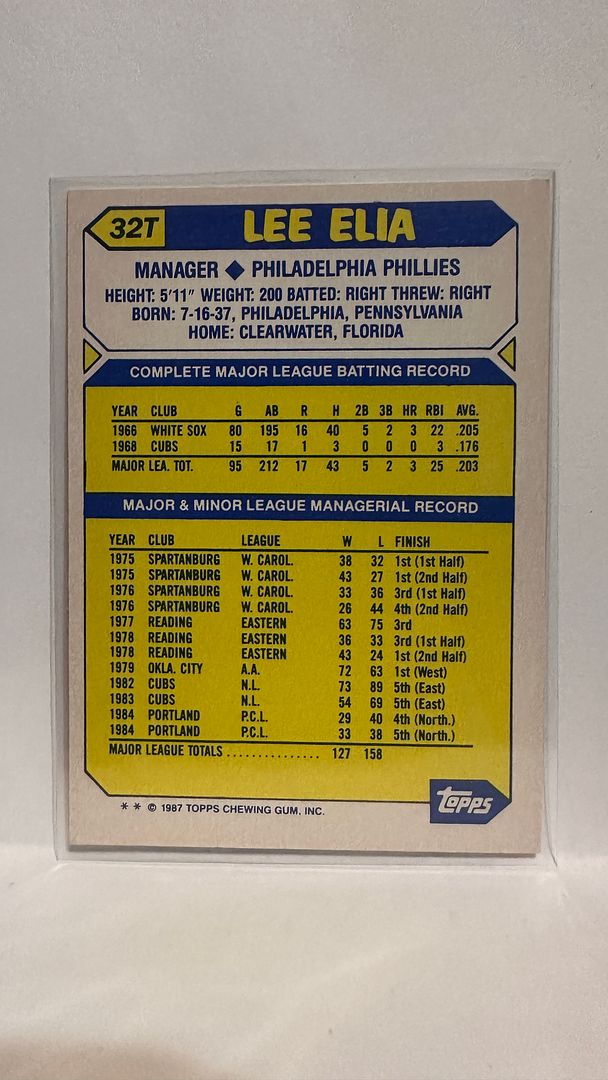 32T LEE ELIA
MANAGER ◆ PHILADELPHIA PHILLIES
HEIGHT: 5'11" WEIGHT: 200 BATTED: RIGHT THREW: RIGHT
BORN: 7-16-37, PHILADELPHIA, PENNSYLVANIA
HOME: CLEARWATER, FLORIDA
COMPLETE MAJOR LEAGUE BATTING RECORD
YEAR CLUB G AB R H 2B 3B HR RBI AVG.
1966 WHITE SOX 80 195 16 40 5 2 3 22 .205
1968 CUBS 15 17 1 3 0 0 0 3 .176
MAJOR LEA. TOT. 95 212 17 43 5 2 3 25 .203
MAJOR & MINOR LEAGUE MANAGERIAL RECORD
YEAR CLUB LEAGUE W L FINISH
1975 SPARTANBURG W. CAROL. 38 32 1st (1st Half)
1975 SPARTANBURG W. CAROL. 43 27 1st (2nd Half)
1976 SPARTANBURG W. CAROL. 33 36 3rd (1st Half)
1976 SPARTANBURG W. CAROL. 26 44 4th (2nd Half)
1977 READING EASTERN 63 75 3rd
1978 READING EASTERN 36 33 3rd (1st Half)
1978 READING EASTERN 43 24 1st (2nd Half)
1979 OKLA. CITY A.A. 72 63 1st (West)
1982 CUBS N.L. 73 89 5th (East)
1983 CUBS N.L. 54 69 5th (East)
1984 PORTLAND P.C.L. 29 40 4th (North.)
1984 PORTLAND P.C.L. 33 38 5th (North.)
MAJOR LEAGUE TOTALS .............. 127 158
** © 1987 TOPPS CHEWING GUM, INC.
topps